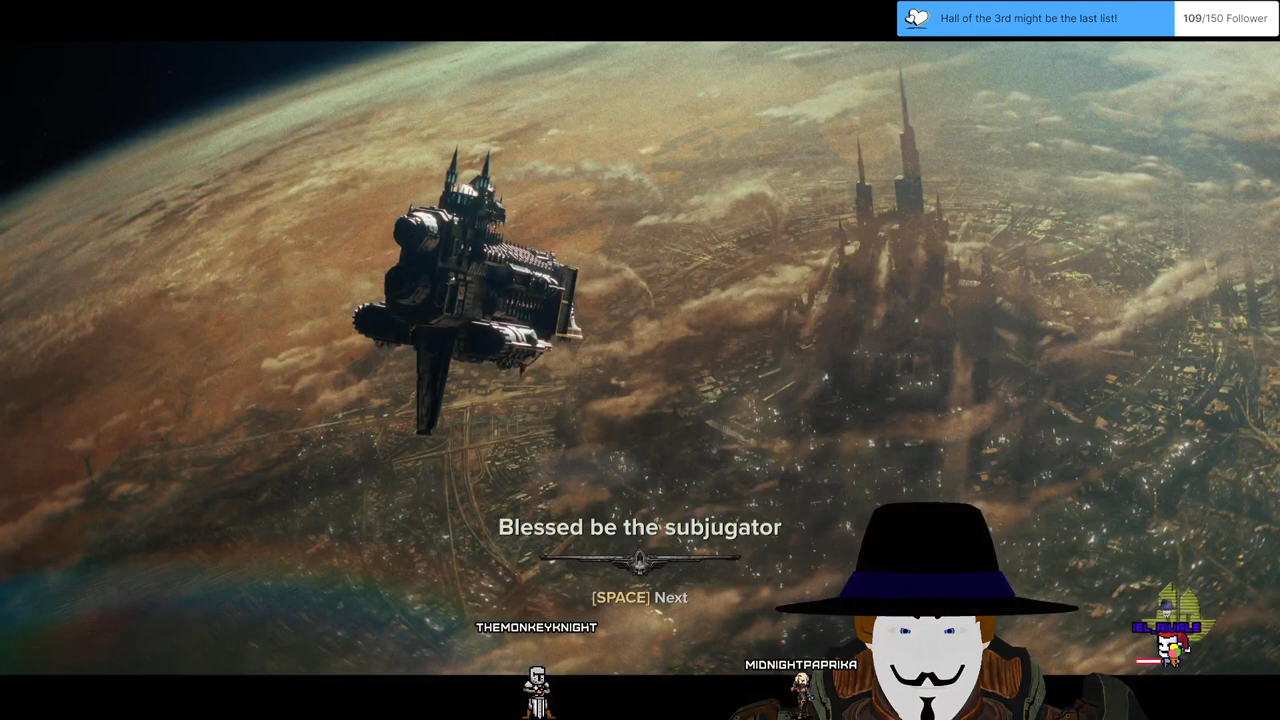 Hall of the 3rd might be the last list!
109/150 Follower
Blessed be the subjugator
[SPACE] Next
THEMONKEYKNIGHT
IEL_RIVALS
MIDNIGHTPAPRIKA